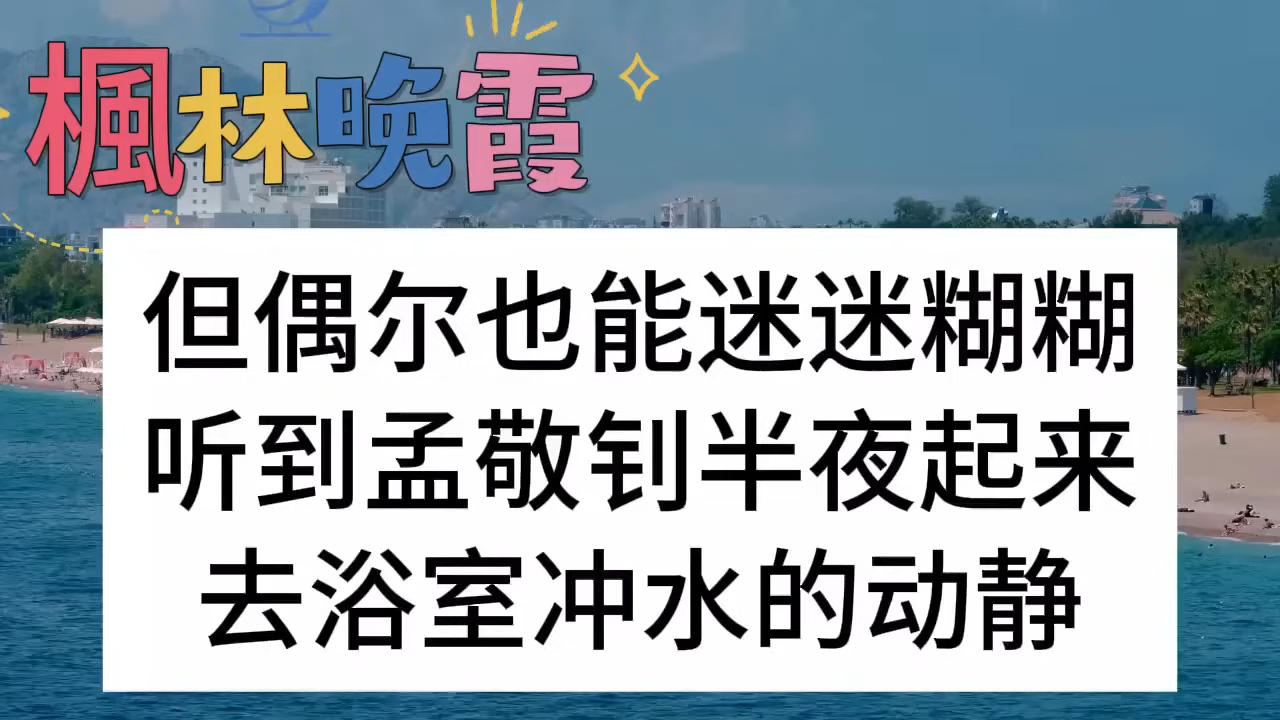 楓林晚霞
但偶尔也能迷迷糊糊
听到孟敬钊半夜起来
去浴室冲水的动静